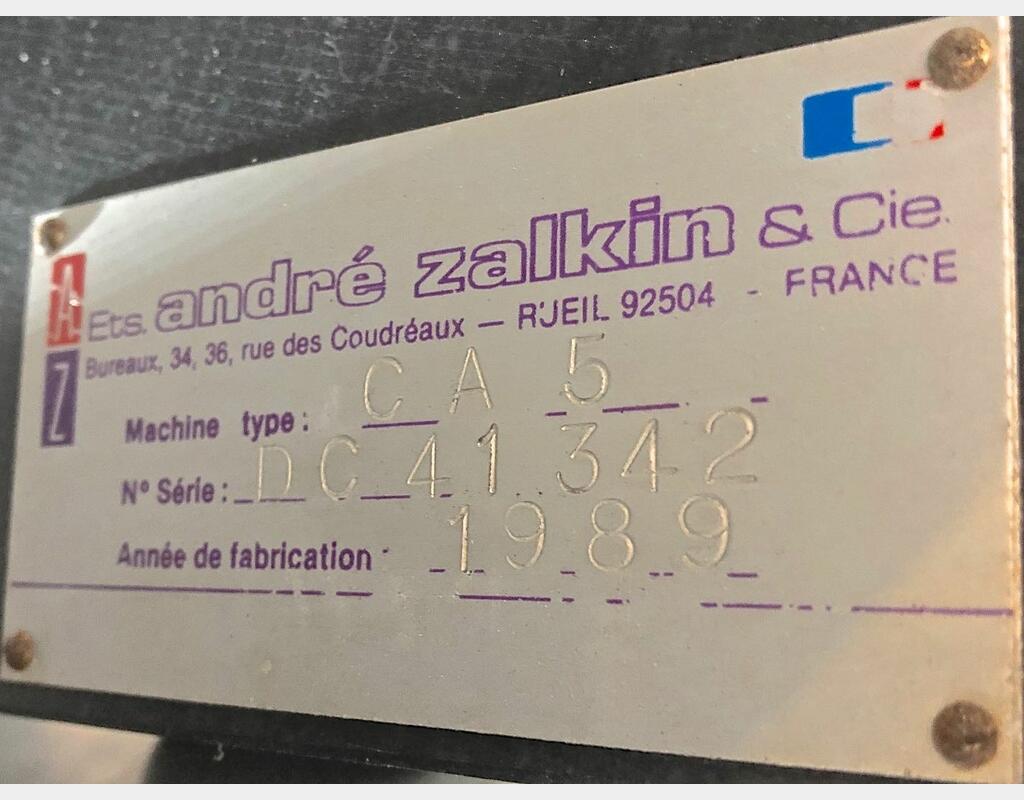 A
Z
Ets. andré zalkin & Cie.
Bureaux, 34, 36, rue des Coudréaux — RUEIL 92504 - FRANCE
Machine type : CA 5
N° Série : DC 41 342
Année de fabrication 1989